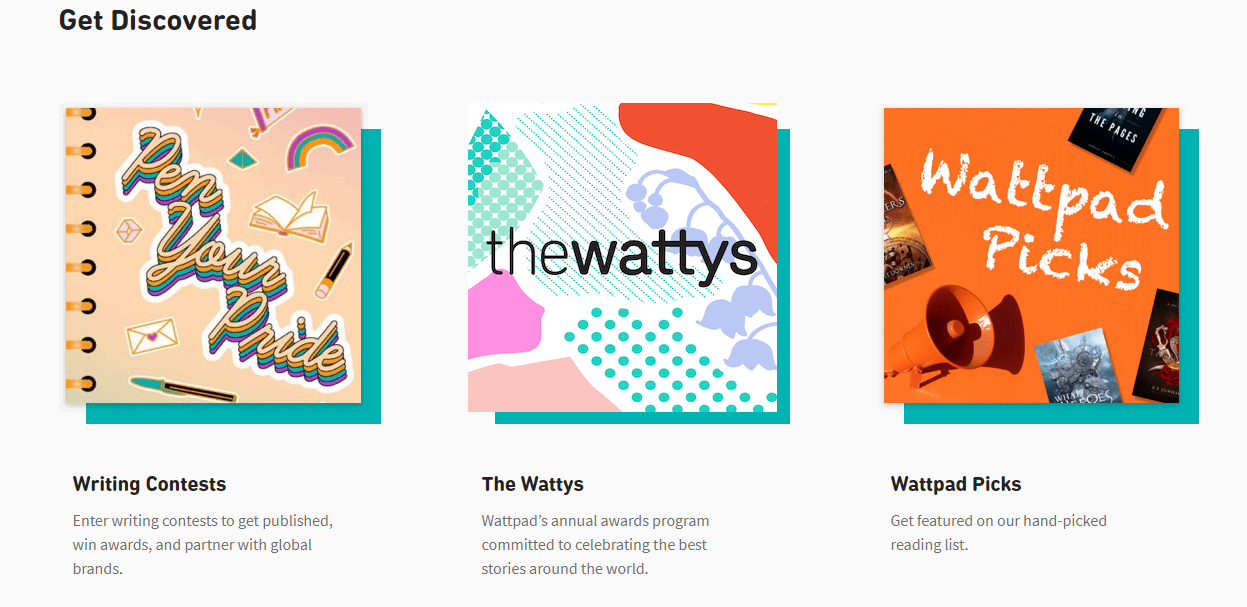 Get Discovered
Pen
Your
Pride
thewattys
Wattpad
Picks
THE PAGES
Writing Contests
Enter writing contests to get published,
win awards, and partner with global
brands.
The Wattys
Wattpad’s annual awards program
committed to celebrating the best
stories around the world.
Wattpad Picks
Get featured on our hand-picked
reading list.